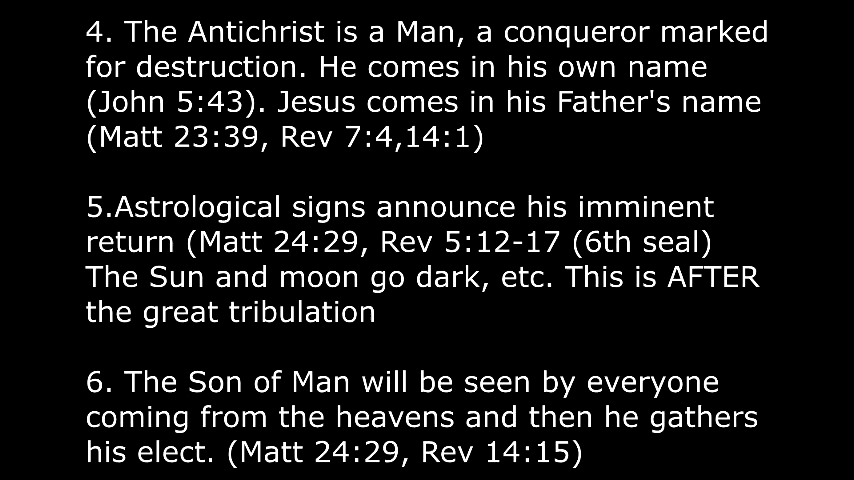 4. The Antichrist is a Man, a conqueror marked
for destruction. He comes in his own name
(John 5:43). Jesus comes in his Father's name
(Matt 23:39, Rev 7:4,14:1)
5.Astrological signs announce his imminent
return (Matt 24:29, Rev 5:12-17 (6th seal)
The Sun and moon go dark, etc. This is AFTER
the great tribulation
6. The Son of Man will be seen by everyone
coming from the heavens and then he gathers
his elect. (Matt 24:29, Rev 14:15)